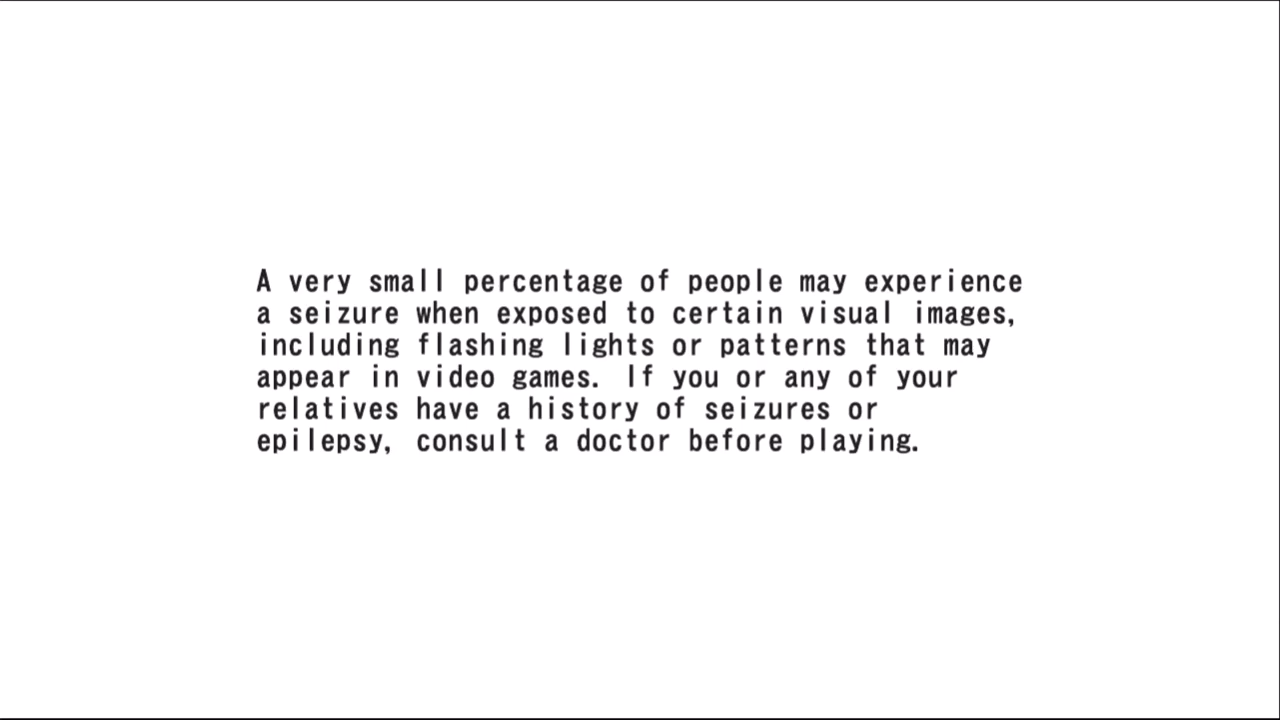 A very small percentage of people may experience
a seizure when exposed to certain visual images,
including flashing lights or patterns that may
appear in video games. If you or any of your
relatives have a history of seizures or
epilepsy, consult a doctor before playing.